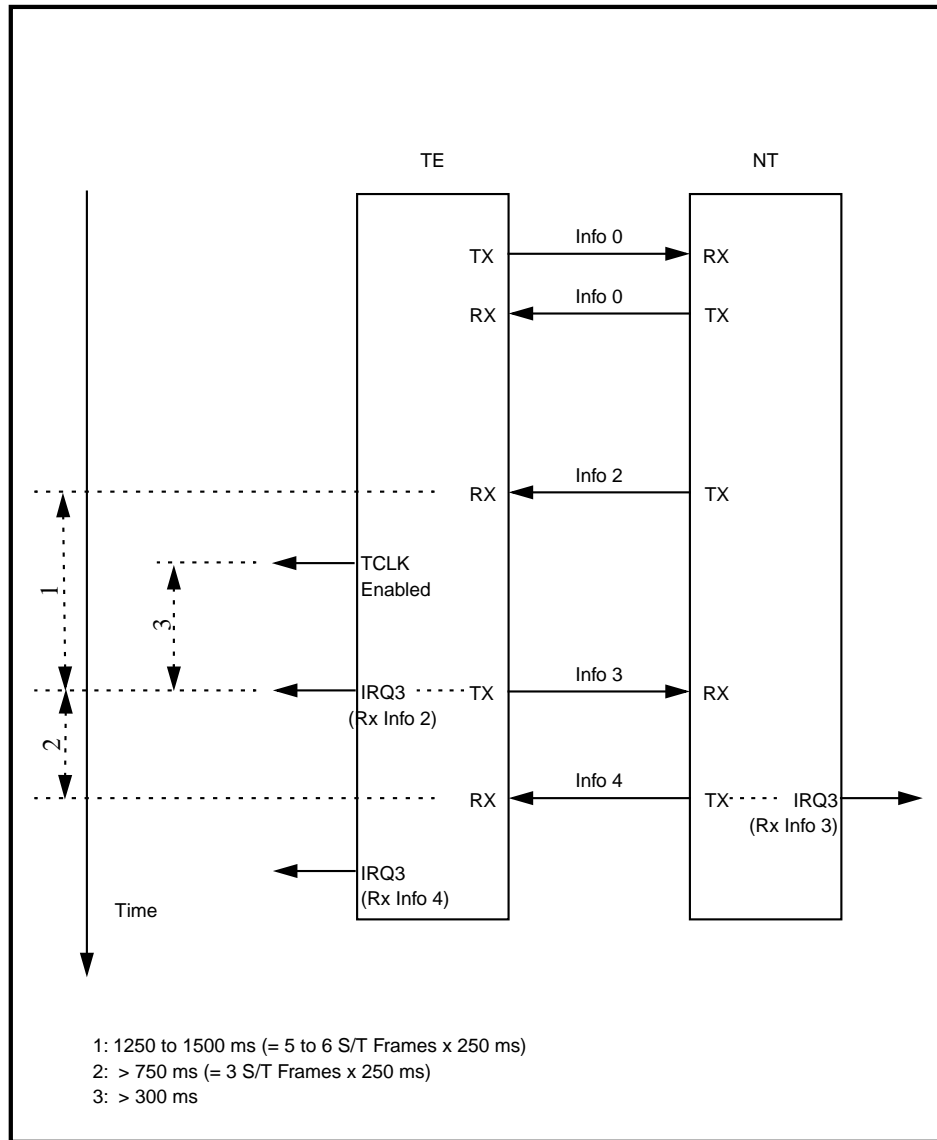 TE NT
Info 0
TX RX
Info 0
RX TX
Info 2
RX TX
TCLK
Enabled
1
3
Info 3
IRQ3 TX RX
(Rx Info 2)
2
Info 4
RX TX IRQ3
(Rx Info 3)
IRQ3
(Rx Info 4)
Time
1: 1250 to 1500 ms (= 5 to 6 S/T Frames x 250 ms)
2: > 750 ms (= 3 S/T Frames x 250 ms)
3: > 300 ms